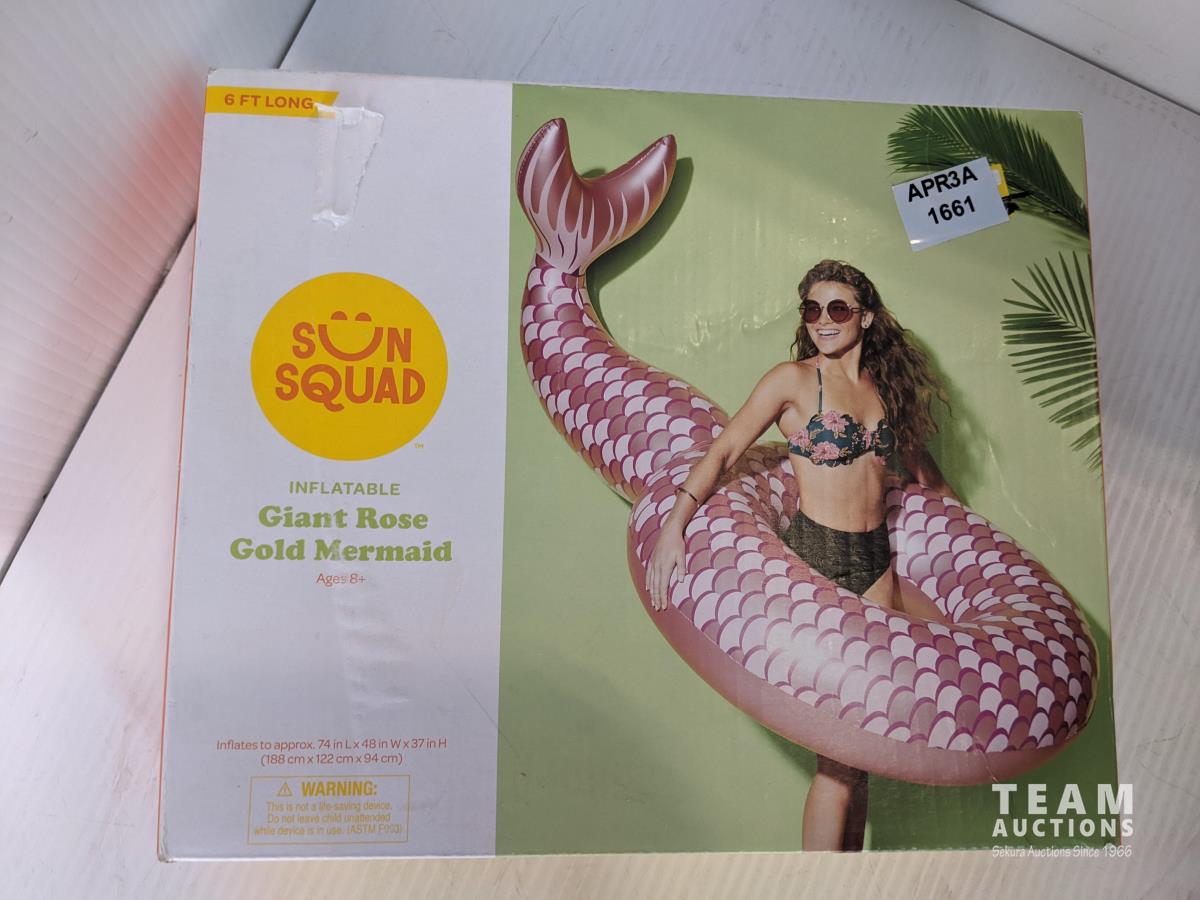 6 FT LONG
SUN
SQUAD
™
INFLATABLE
Giant Rose
Gold Mermaid
Ages 8+
Inflates to approx. 74 in L x 48 in W x 37 in H
(188 cm x 122 cm x 94 cm)
⚠ WARNING:
This is not a life-saving device.
Do not leave child unattended
while device is in use. (ASTM F963)
APR3A
1661
TEAM
AUCTIONS
Sekura Auctions Since 1966